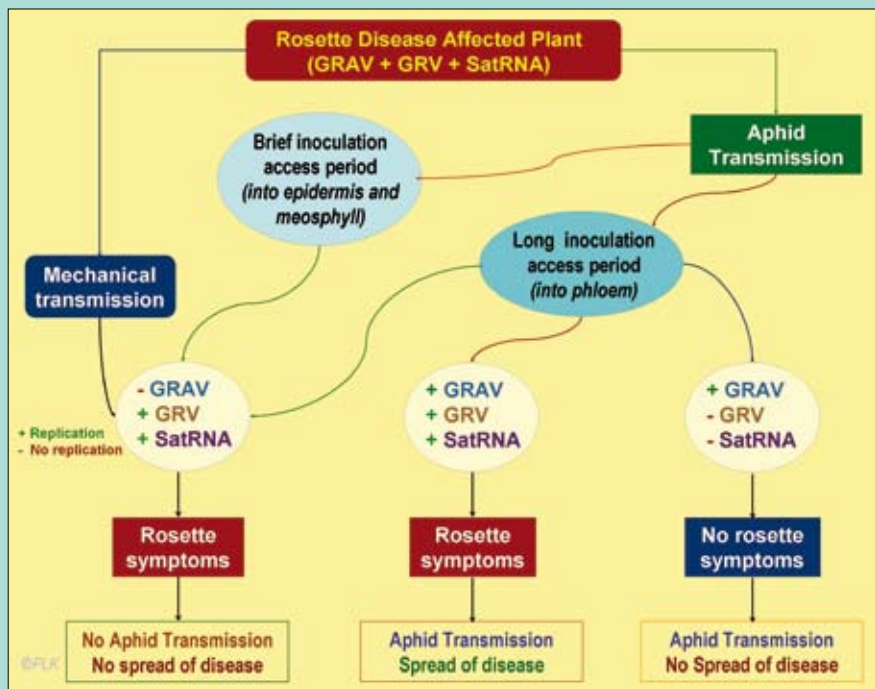 Rosette Disease Affected Plant
(GRAV + GRV + SatRNA)
Aphid
Transmission
Brief inoculation
access period
(into epidermis and
meosphyll)
Long inoculation
access period
(into phloem)
Mechanical
transmission
- GRAV
+ GRV
+ SatRNA
+ GRAV
+ GRV
+ SatRNA
+ GRAV
- GRV
- SatRNA
+ Replication
- No replication
Rosette
symptoms
Rosette
symptoms
No rosette
symptoms
No Aphid Transmission
No spread of disease
Aphid Transmission
Spread of disease
Aphid Transmission
No Spread of disease
©FLK